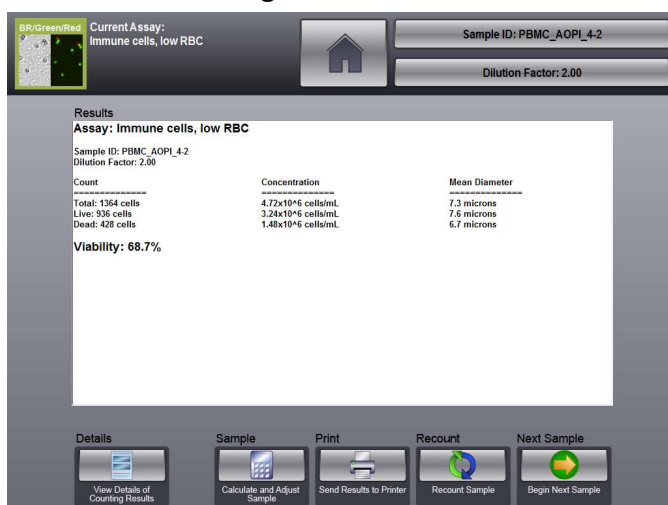 BR/Green/Red
Current Assay:
Immune cells, low RBC
Sample ID: PBMC_AOPI_4-2
Dilution Factor: 2.00
Results
Assay: Immune cells, low RBC
Sample ID: PBMC_AOPI_4-2
Dilution Factor: 2.00
Count Concentration Mean Diameter
============== ============== ==============
Total: 1364 cells 4.72x10^6 cells/mL 7.3 microns
Live: 936 cells 3.24x10^6 cells/mL 7.6 microns
Dead: 428 cells 1.48x10^6 cells/mL 6.7 microns
Viability: 68.7%
Details Sample Print Recount Next Sample
View Details of Counting Results
Calculate and Adjust Sample
Send Results to Printer
Recount Sample
Begin Next Sample